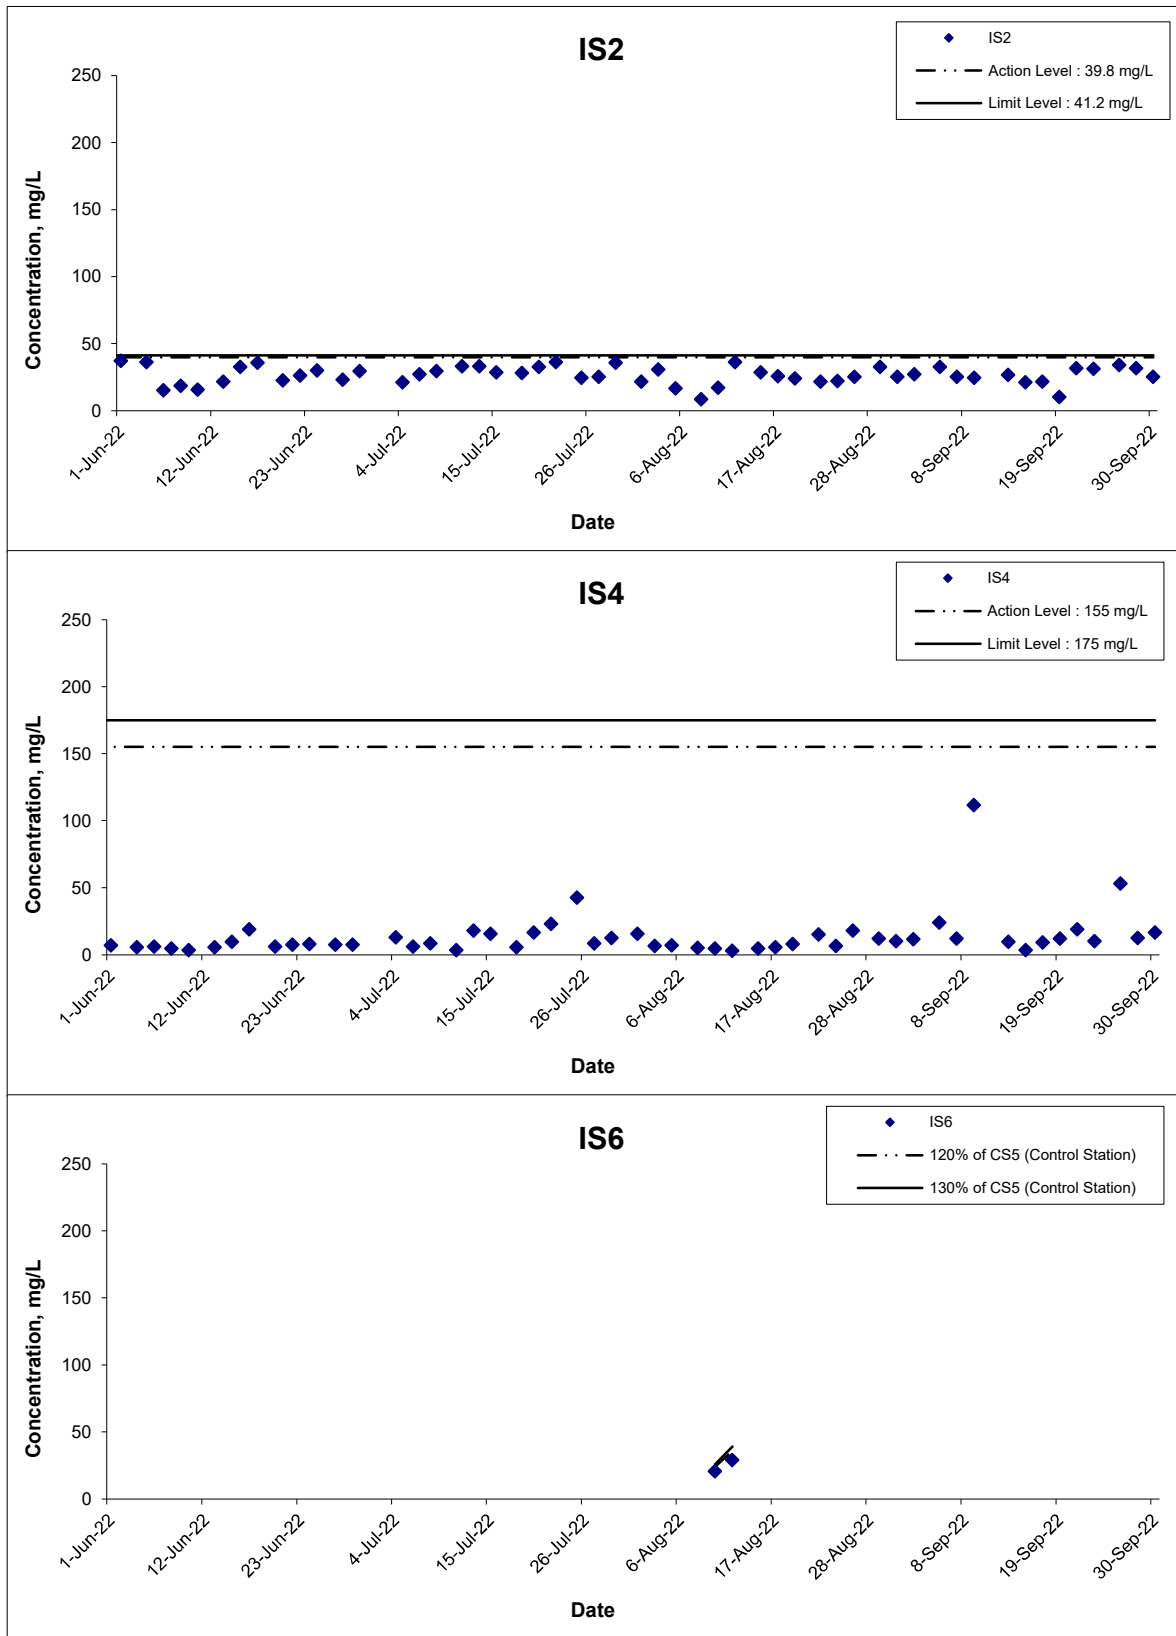 IS2
IS2
Action Level : 39.8 mg/L
Limit Level : 41.2 mg/L
Concentration, mg/L
250
200
150
100
50
0
1-Jun-22
12-Jun-22
23-Jun-22
4-Jul-22
15-Jul-22
26-Jul-22
6-Aug-22
17-Aug-22
28-Aug-22
8-Sep-22
19-Sep-22
30-Sep-22
Date
IS4
IS4
Action Level : 155 mg/L
Limit Level : 175 mg/L
Concentration, mg/L
250
200
150
100
50
0
1-Jun-22
12-Jun-22
23-Jun-22
4-Jul-22
15-Jul-22
26-Jul-22
6-Aug-22
17-Aug-22
28-Aug-22
8-Sep-22
19-Sep-22
30-Sep-22
Date
IS6
IS6
120% of CS5 (Control Station)
130% of CS5 (Control Station)
Concentration, mg/L
250
200
150
100
50
0
1-Jun-22
12-Jun-22
23-Jun-22
4-Jul-22
15-Jul-22
26-Jul-22
6-Aug-22
17-Aug-22
28-Aug-22
8-Sep-22
19-Sep-22
30-Sep-22
Date